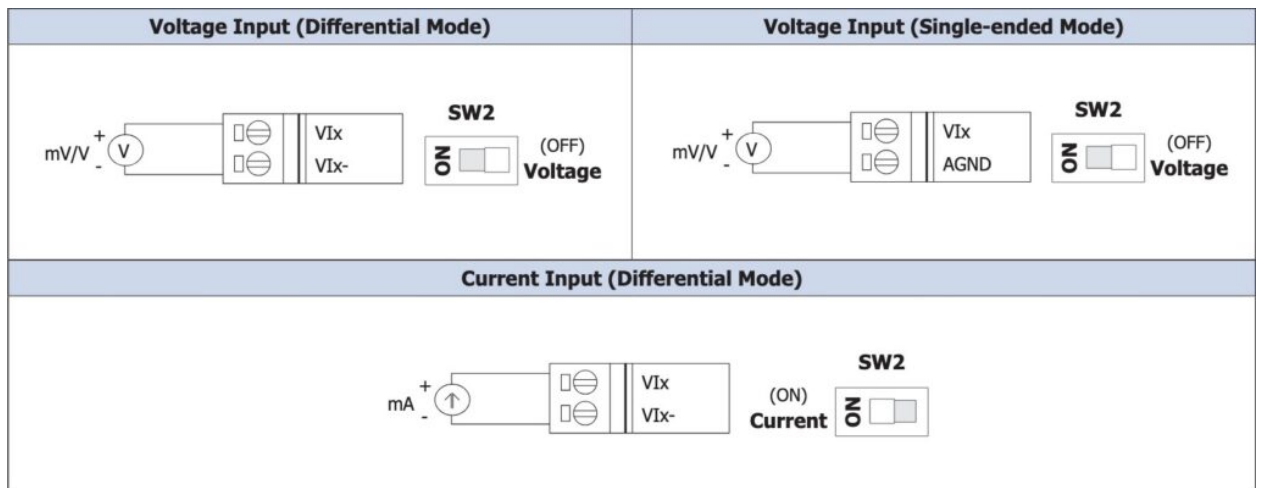 Voltage Input (Differential Mode)
Voltage Input (Single-ended Mode)
SW2
mV/V
+
-
V
VIx
VIx-
ON
(OFF)
Voltage
SW2
mV/V
+
-
V
VIx
AGND
ON
(OFF)
Voltage
Current Input (Differential Mode)
SW2
mA
+
-
VIx
VIx-
(ON)
Current
ON